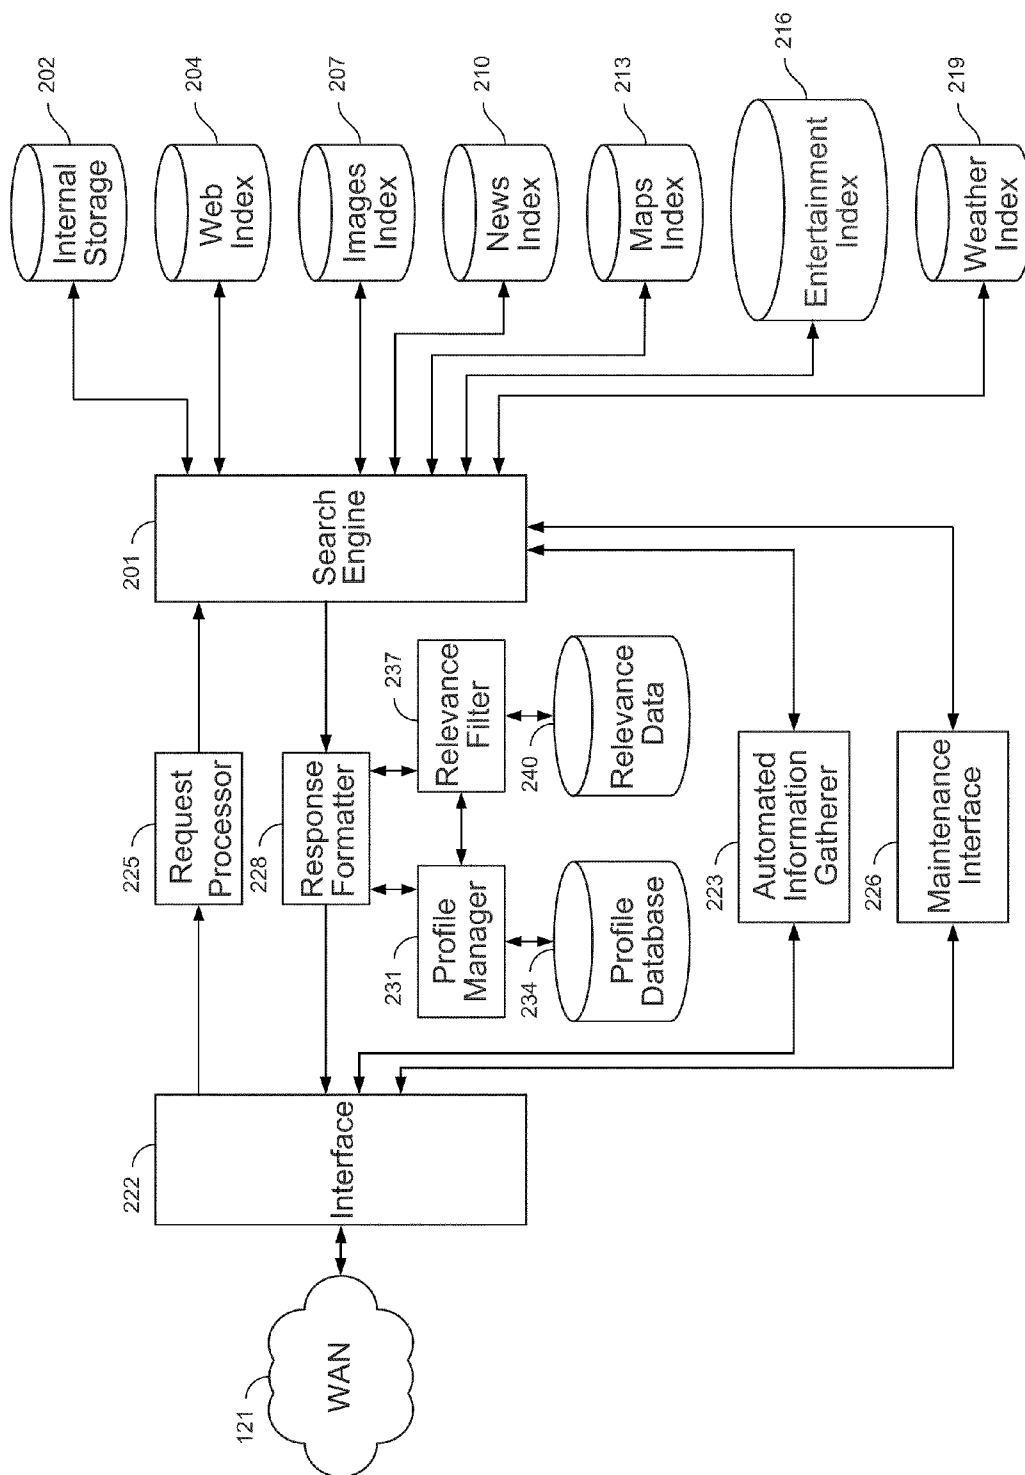 121
WAN
222
Interface
225
Request
Processor
228
Response
Formatter
231
Profile
Manager
237
Relevance
Filter
234
Profile
Database
240
Relevance
Data
223
Automated
Information
Gatherer
226
Maintenance
Interface
201
Search
Engine
202
Internal
Storage
204
Web
Index
207
Images
Index
210
News
Index
213
Maps
Index
216
Entertainment
Index
219
Weather
Index